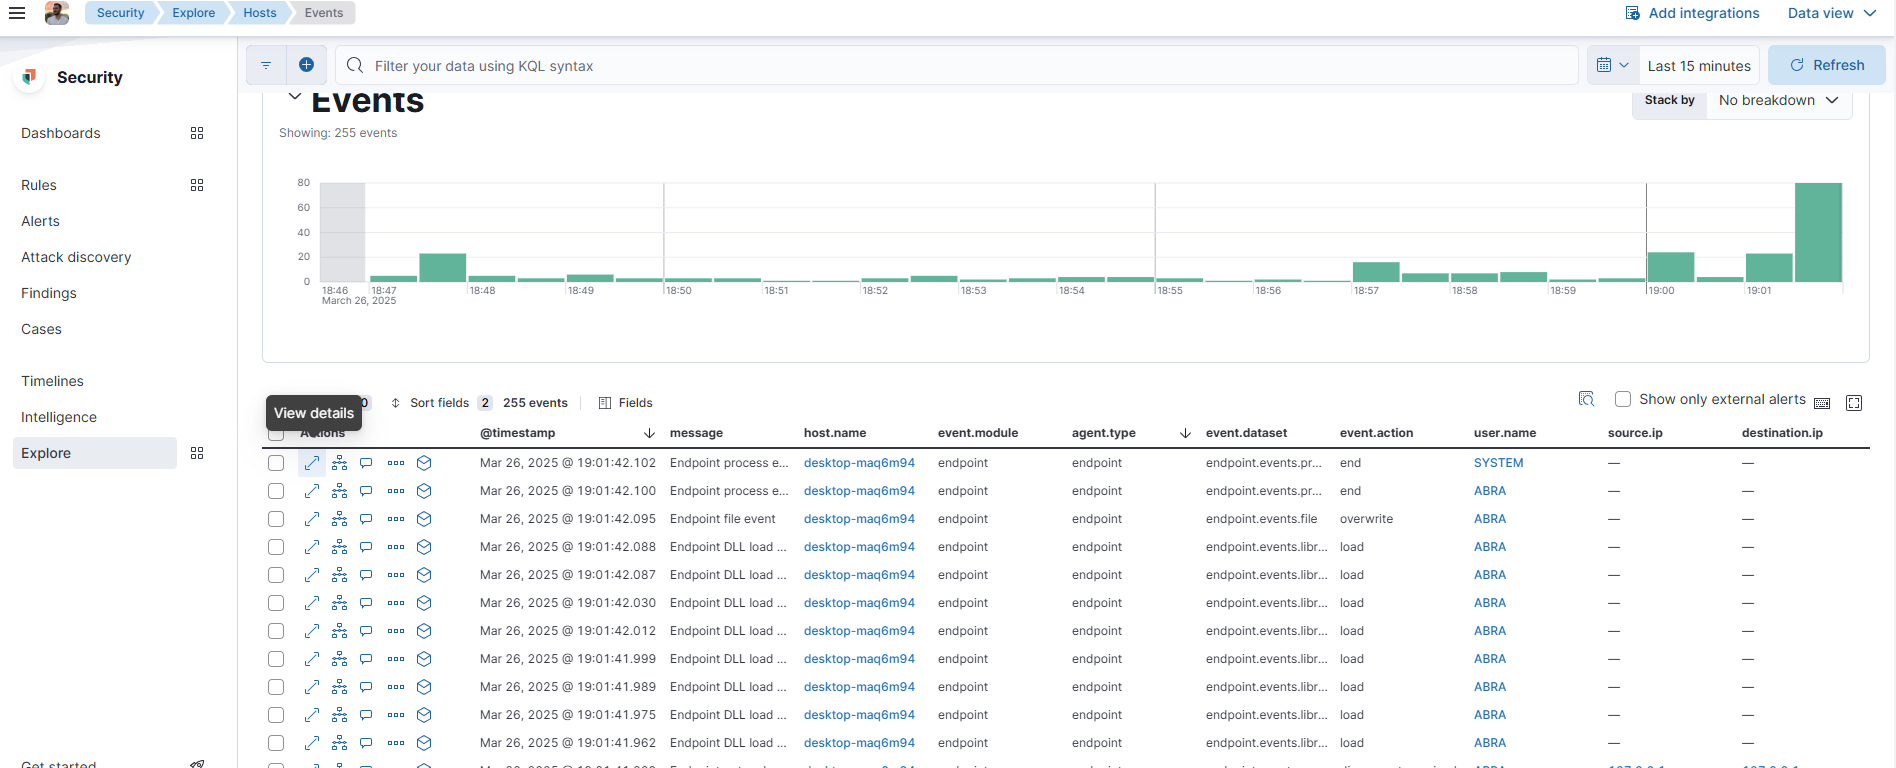 Security Explore Hosts Events Add integrations Data view
Security
Filter your data using KQL syntax Last 15 minutes Refresh
Events
Stack by No breakdown
Showing: 255 events
Dashboards
Rules
Alerts
Attack discovery
Findings
Cases
Timelines
Intelligence
Explore
Get started
80
60
40
20
0
18:46 18:47 18:48 18:49 18:50 18:51 18:52 18:53 18:54 18:55 18:56 18:57 18:58 18:59 19:00 19:01
March 26, 2025
View details
0 Sort fields 2 255 events Fields Show only external alerts
Actions @timestamp message host.name event.module agent.type event.dataset event.action user.name source.ip destination.ip
Mar 26, 2025 @ 19:01:42.102 Endpoint process e... desktop-maq6m94 endpoint endpoint endpoint.events.pr... end SYSTEM — —
Mar 26, 2025 @ 19:01:42.100 Endpoint process e... desktop-maq6m94 endpoint endpoint endpoint.events.pr... end ABRA — —
Mar 26, 2025 @ 19:01:42.095 Endpoint file event desktop-maq6m94 endpoint endpoint endpoint.events.file overwrite ABRA — —
Mar 26, 2025 @ 19:01:42.088 Endpoint DLL load ... desktop-maq6m94 endpoint endpoint endpoint.events.libr... load ABRA — —
Mar 26, 2025 @ 19:01:42.087 Endpoint DLL load ... desktop-maq6m94 endpoint endpoint endpoint.events.libr... load ABRA — —
Mar 26, 2025 @ 19:01:42.030 Endpoint DLL load ... desktop-maq6m94 endpoint endpoint endpoint.events.libr... load ABRA — —
Mar 26, 2025 @ 19:01:42.012 Endpoint DLL load ... desktop-maq6m94 endpoint endpoint endpoint.events.libr... load ABRA — —
Mar 26, 2025 @ 19:01:41.999 Endpoint DLL load ... desktop-maq6m94 endpoint endpoint endpoint.events.libr... load ABRA — —
Mar 26, 2025 @ 19:01:41.989 Endpoint DLL load ... desktop-maq6m94 endpoint endpoint endpoint.events.libr... load ABRA — —
Mar 26, 2025 @ 19:01:41.975 Endpoint DLL load ... desktop-maq6m94 endpoint endpoint endpoint.events.libr... load ABRA — —
Mar 26, 2025 @ 19:01:41.962 Endpoint DLL load ... desktop-maq6m94 endpoint endpoint endpoint.events.libr... load ABRA — —